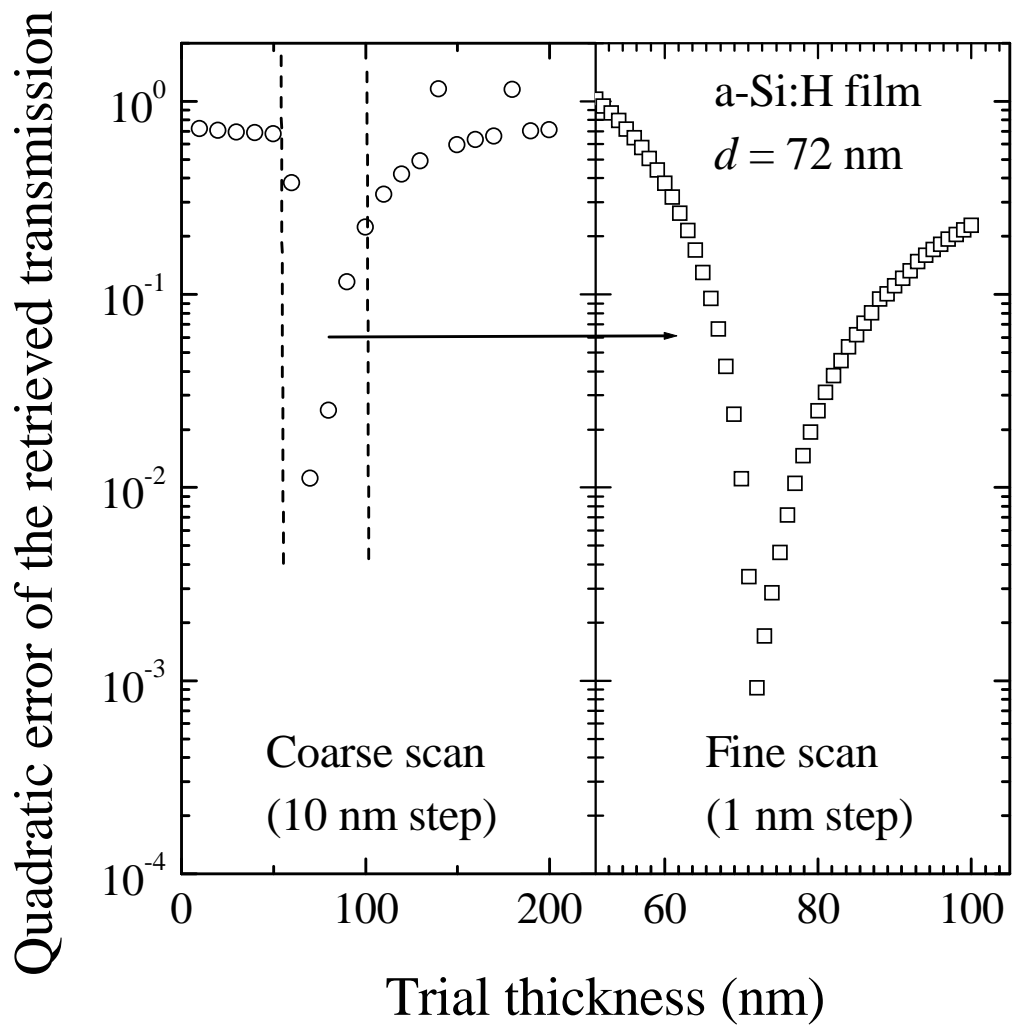 Quadratic error of the retrieved transmission
10^0
10^-1
10^-2
10^-3
10^-4
a-Si:H film
d = 72 nm
Coarse scan
(10 nm step)
Fine scan
(1 nm step)
0 100 200 60 80 100
Trial thickness (nm)